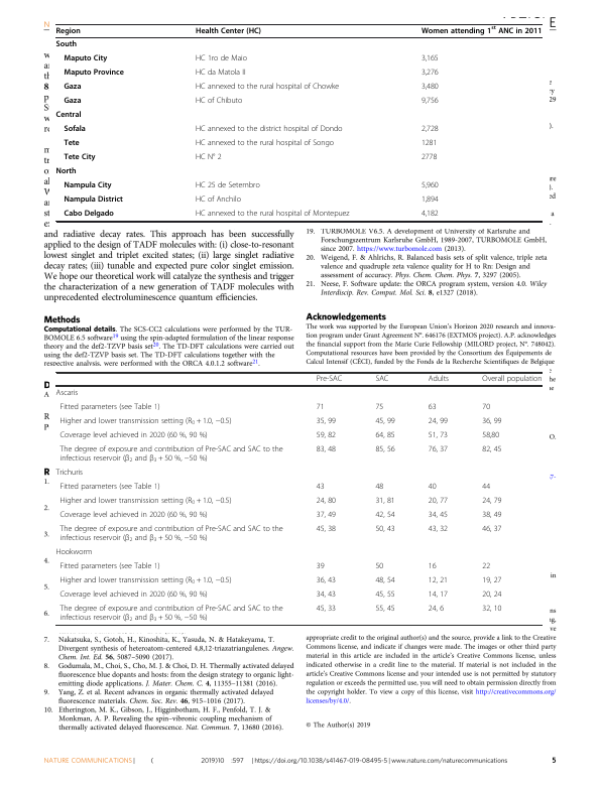 Region Health Center (HC) Women attending 1st ANC in 2011
South
Maputo City HC 1ro de Maio 3,165
Maputo Province HC da Matola II 3,276
Gaza HC annexed to the rural hospital of Chowke 3,480
Gaza HC of Chibuto 9,756
Central
Sofala HC annexed to the district hospital of Dondo 2,728
Tete HC annexed to the rural hospital of Songo 1281
Tete City HC N° 2 2778
North
Nampula City HC 25 de Setembro 5,960
Nampula District HC of Anchilo 1,894
Cabo Delgado HC annexed to the rural hospital of Montepuez 4,182
and radiative decay rates. This approach has been successfully
applied to the design of TADF molecules with: (i) close-to-resonant
lowest singlet and triplet excited states; (ii) large singlet radiative
decay rates; (iii) tunable and expected pure color singlet emission.
We hope our theoretical work will catalyze the synthesis and trigger
the characterization of a new generation of TADF molecules with
unprecedented electroluminescence quantum efficiencies.
Methods
Computational details. The SCS-CC2 calculations were performed by the TUR-
BOMOLE 6.5 software19 using the spin-adapted formulation of the linear response
theory and the def2-TZVP basis set20. The TD-DFT calculations were carried out
using the def2-TZVP basis set. The TD-DFT calculations together with the
respective analysis, were performed with the ORCA 4.0.1.2 software21.
19. TURBOMOLE V6.5. A development of University of Karlsruhe and
Forschungszentrum Karlsruhe GmbH, 1989-2007, TURBOMOLE GmbH,
since 2007. https://www.turbomole.com (2013).
20. Weigend, F. & Ahlrichs, R. Balanced basis sets of split valence, triple zeta
valence and quadruple zeta valence quality for H to Rn: Design and
assessment of accuracy. Phys. Chem. Chem. Phys. 7, 3297 (2005).
21. Neese, F. Software update: the ORCA program system, version 4.0. Wiley
Interdiscip. Rev. Comput. Mol. Sci. 8, e1327 (2018).
Acknowledgements
The work was supported by the European Union's Horizon 2020 research and innova-
tion program under Grant Agreement N°. 646176 (EXTMOS project). A.P. acknowledges
the financial support from the Marie Curie Fellowship (MILORD project, N°. 748042).
Computational resources have been provided by the Consortium des Équipements de
Calcul Intensif (CÉCI), funded by the Fonds de la Recherche Scientifiques de Belgique
Pre-SAC SAC Adults Overall population
Ascaris
Fitted parameters (see Table 1) 71 75 63 70
Higher and lower transmission setting (R0 + 1.0, −0.5) 35, 99 45, 99 24, 99 36, 99
Coverage level achieved in 2020 (60 %, 90 %) 59, 82 64, 85 51, 73 58,80
The degree of exposure and contribution of Pre-SAC and SAC to the 83, 48 85, 56 76, 37 82, 45
infectious reservoir (β2 and β3 + 50 %, −50 %)
Trichuris
Fitted parameters (see Table 1) 43 48 40 44
Higher and lower transmission setting (R0 + 1.0, −0.5) 24, 80 31, 81 20, 77 24, 79
Coverage level achieved in 2020 (60 %, 90 %) 37, 49 42, 54 34, 45 38, 49
The degree of exposure and contribution of Pre-SAC and SAC to the 45, 38 50, 43 43, 32 46, 37
infectious reservoir (β2 and β3 + 50 %, −50 %)
Hookworm
Fitted parameters (see Table 1) 39 50 16 22
Higher and lower transmission setting (R0 + 1.0, −0.5) 36, 43 48, 54 12, 21 19, 27
Coverage level achieved in 2020 (60 %, 90 %) 34, 43 45, 55 14, 17 20, 24
The degree of exposure and contribution of Pre-SAC and SAC to the 45, 33 55, 45 24, 6 32, 10
infectious reservoir (β2 and β3 + 50 %, −50 %)
7. Nakatsuka, S., Gotoh, H., Kinoshita, K., Yasuda, N. & Hatakeyama, T.
Divergent synthesis of heteroatom-centered 4,8,12-triazatriangulenes. Angew.
Chem. Int. Ed. 56, 5087–5090 (2017).
8. Godumala, M., Choi, S., Cho, M. J. & Choi, D. H. Thermally activated delayed
fluorescence blue dopants and hosts: from the design strategy to organic light-
emitting diode applications. J. Mater. Chem. C. 4, 11355–11381 (2016).
9. Yang, Z. et al. Recent advances in organic thermally activated delayed
fluorescence materials. Chem. Soc. Rev. 46, 915–1016 (2017).
10. Etherington, M. K., Gibson, J., Higginbotham, H. F., Penfold, T. J. &
Monkman, A. P. Revealing the spin–vibronic coupling mechanism of
thermally activated delayed fluorescence. Nat. Commun. 7, 13680 (2016).
appropriate credit to the original author(s) and the source, provide a link to the Creative
Commons license, and indicate if changes were made. The images or other third party
material in this article are included in the article's Creative Commons license, unless
indicated otherwise in a credit line to the material. If material is not included in the
article's Creative Commons license and your intended use is not permitted by statutory
regulation or exceeds the permitted use, you will need to obtain permission directly from
the copyright holder. To view a copy of this license, visit http://creativecommons.org/
licenses/by/4.0/.
© The Author(s) 2019
NATURE COMMUNICATIONS | ( 2019)10 :597 | https://doi.org/10.1038/s41467-019-08495-5 | www.nature.com/naturecommunications 5